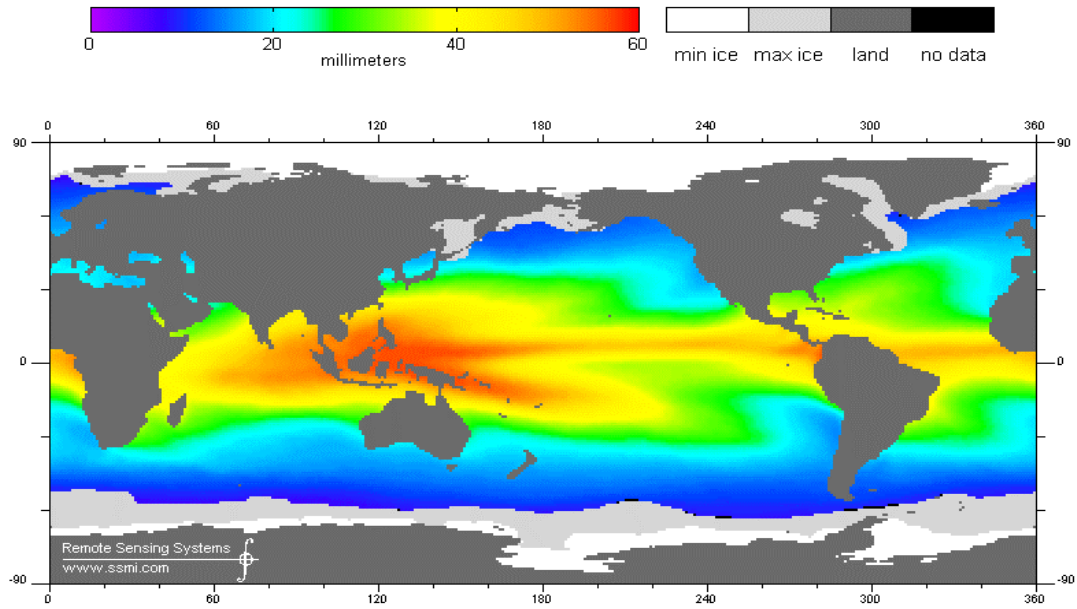 0 20 40 60
millimeters
min ice max ice land no data
0 60 120 180 240 300 360
90 90
0 0
-90 -90
Remote Sensing Systems
www.ssmi.com
0 60 120 180 240 300 360